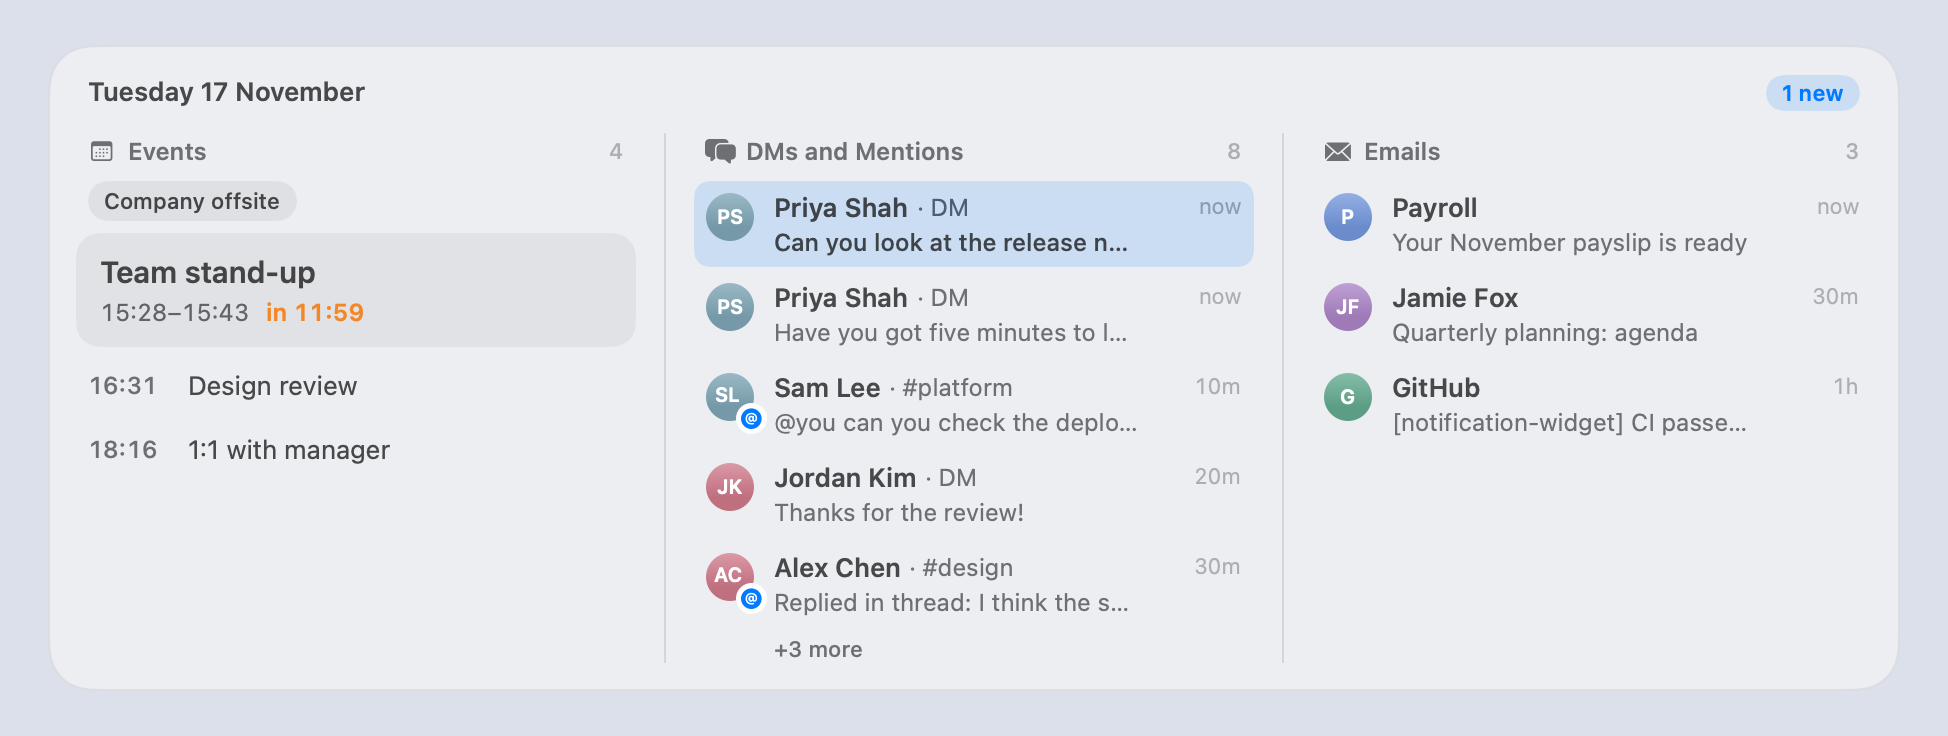 Tuesday 17 November
1 new
Events 4
Company offsite
Team stand-up
15:28–15:43 in 11:59
16:31 Design review
18:16 1:1 with manager
DMs and Mentions 8
PS Priya Shah · DM now
Can you look at the release n...
PS Priya Shah · DM now
Have you got five minutes to l...
SL Sam Lee · #platform 10m
@ @you can you check the deplo...
JK Jordan Kim · DM 20m
Thanks for the review!
AC Alex Chen · #design 30m
@ Replied in thread: I think the s...
+3 more
Emails 3
P Payroll now
Your November payslip is ready
JF Jamie Fox 30m
Quarterly planning: agenda
G GitHub 1h
[notification-widget] CI passe...